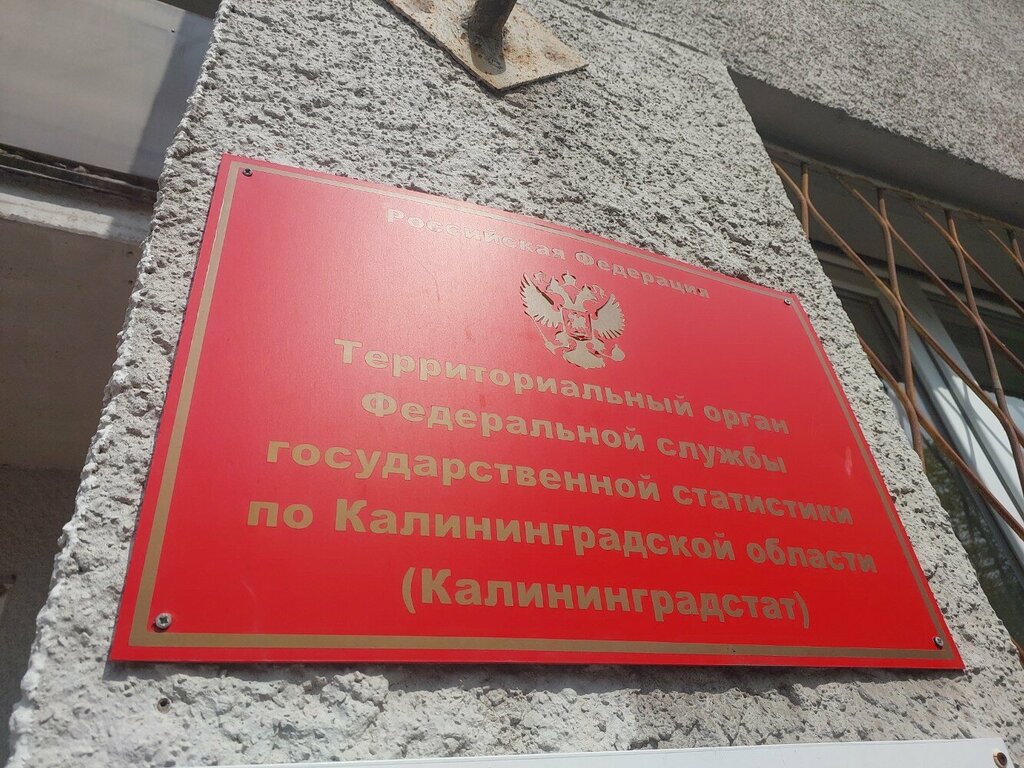 Российская Федерация
Территориальный орган
Федеральной службы
государственной статистики
по Калининградской области
(Калининградстат)